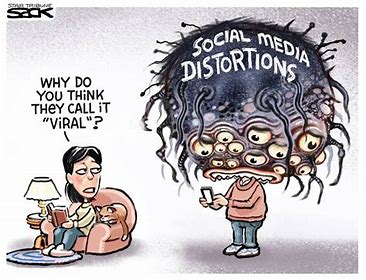 STAR TRIBUNE
SACK
WHY DO
YOU THINK
THEY CALL IT
"VIRAL"?
SOCIAL MEDIA
DISTORTIONS